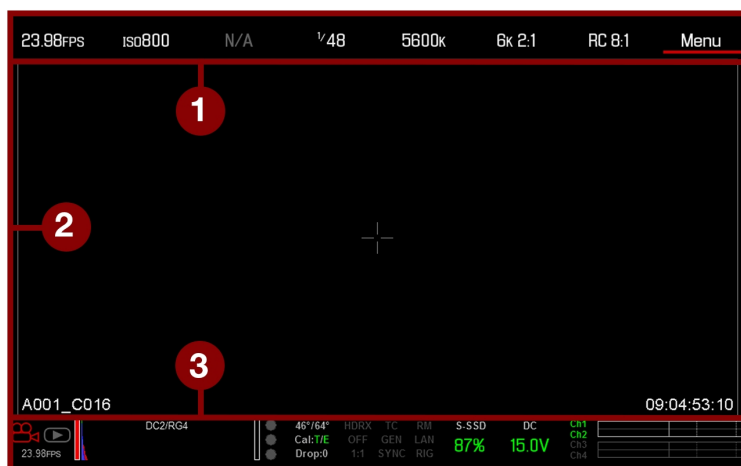 23.98FPS ISO800 N/A 1/48 5600K 6K 2:1 RC 8:1 Menu
1
2
3
A001_C016 09:04:53:10
DC2/RG4 46°/64° HDRX TC RM S-SSD DC Ch1
Cal:T/E OFF GEN LAN 87% 15.0V Ch2
23.98FPS Drop:0 1:1 SYNC RIG Ch3
Ch4